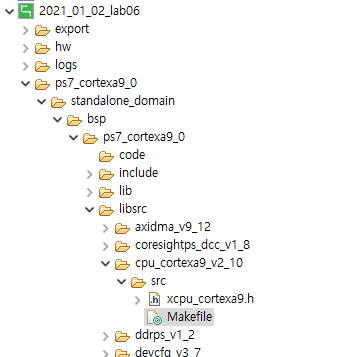 2021_01_02_lab06
export
hw
logs
ps7_cortexa9_0
standalone_domain
bsp
ps7_cortexa9_0
code
include
lib
libsrc
axidma_v9_12
coresightps_dcc_v1_8
cpu_cortexa9_v2_10
src
xcpu_cortexa9.h
Makefile
ddrps_v1_2
devcfg_v3_7